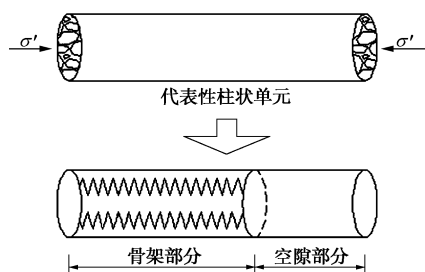 σ′ σ′
代表性柱状单元
骨架部分 空隙部分